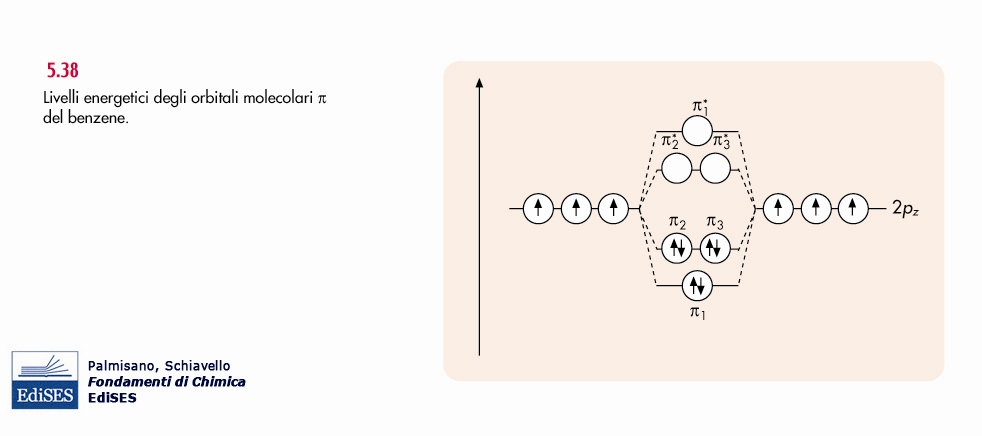 5.38
Livelli energetici degli orbitali molecolari π
del benzene.
π₁*
π₂* π₃*
2pz
π₂ π₃
π₁
EdiSES
Palmisano, Schiavello
Fondamenti di Chimica
EdiSES